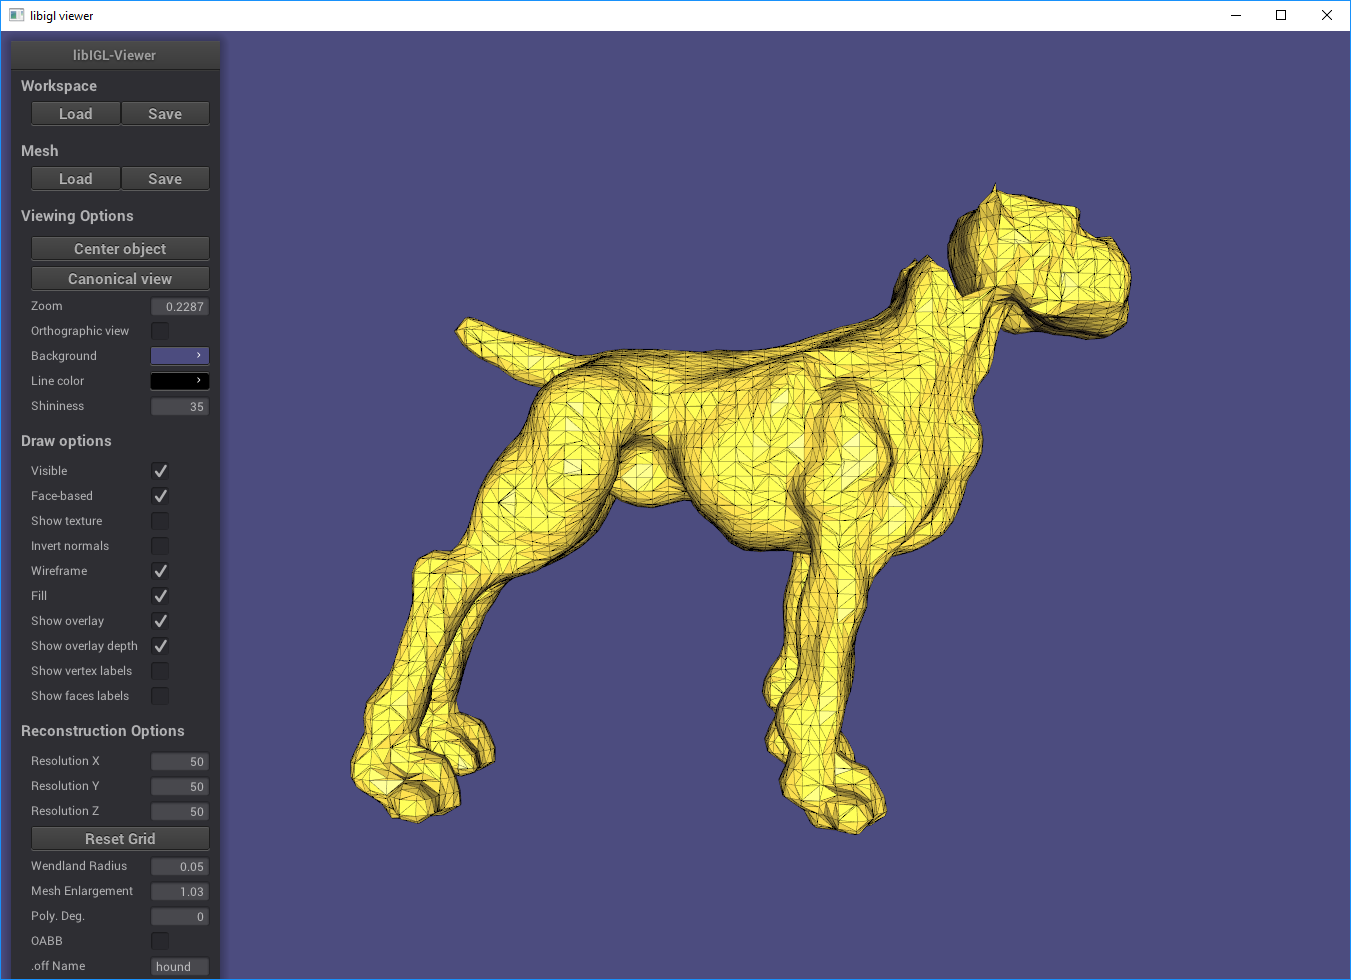 libigl viewer
libIGL-Viewer
Workspace
Load Save
Mesh
Load Save
Viewing Options
Center object
Canonical view
Zoom 0.2287
Orthographic view
Background
Line color
Shininess 35
Draw options
Visible
Face-based
Show texture
Invert normals
Wireframe
Fill
Show overlay
Show overlay depth
Show vertex labels
Show faces labels
Reconstruction Options
Resolution X 50
Resolution Y 50
Resolution Z 50
Reset Grid
Wendland Radius 0.05
Mesh Enlargement 1.03
Poly. Deg. 0
OABB
.off Name hound